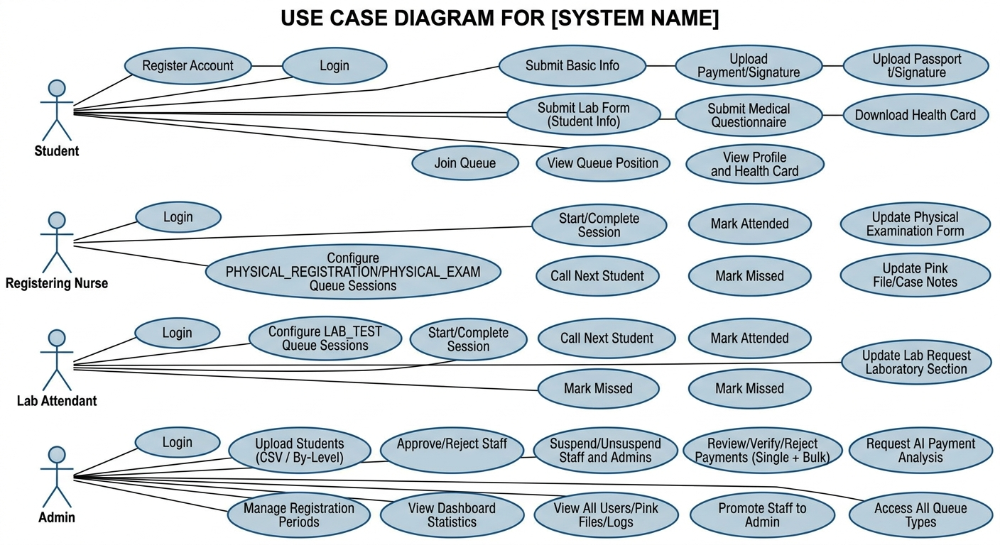 USE CASE DIAGRAM FOR [SYSTEM NAME]
Register Account
Login
Submit Basic Info
Upload
Payment/Signature
Upload Passport
t/Signature
Submit Lab Form
(Student Info)
Submit Medical
Questionnaire
Download Health Card
Student
Join Queue
View Queue Position
View Profile
and Health Card
Login
Start/Complete
Session
Mark Attended
Update Physical
Examination Form
Configure
PHYSICAL_REGISTRATION/PHYSICAL_EXAM
Queue Sessions
Call Next Student
Mark Missed
Update Pink
File/Case Notes
Registering Nurse
Login
Configure LAB_TEST
Queue Sessions
Start/Complete
Session
Call Next Student
Mark Attended
Update Lab Request
Laboratory Section
Mark Missed
Mark Missed
Lab Attendant
Login
Upload Students
(CSV / By-Level)
Approve/Reject Staff
Suspend/Unsuspend
Staff and Admins
Review/Verify/Reject
Payments (Single + Bulk)
Request AI Payment
Analysis
Admin
Manage Registration
Periods
View Dashboard
Statistics
View All Users/Pink
Files/Logs
Promote Staff to
Admin
Access All Queue
Types